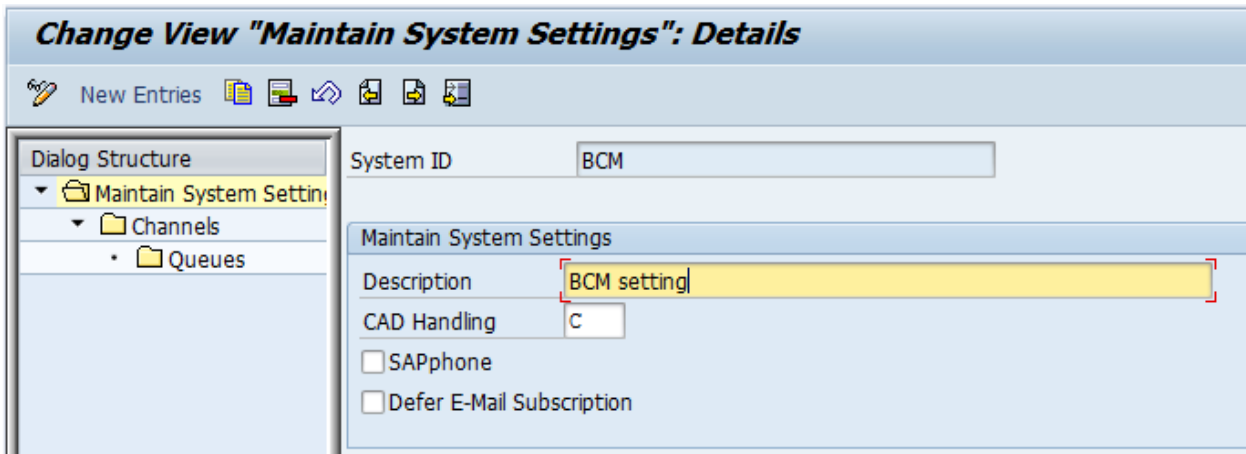 Change View "Maintain System Settings": Details
New Entries
Dialog Structure
Maintain System Settin
Channels
Queues
System ID BCM
Maintain System Settings
Description BCM setting
CAD Handling C
SAPphone
Defer E-Mail Subscription